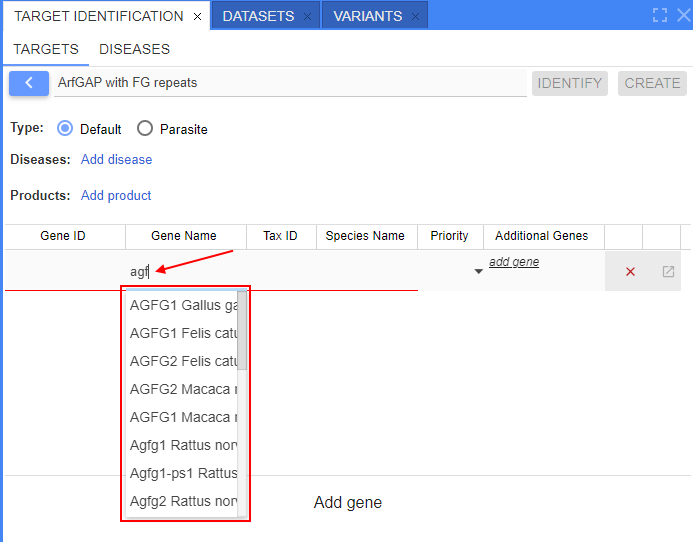 TARGET IDENTIFICATION × DATASETS × VARIANTS ×
TARGETS DISEASES
ArfGAP with FG repeats IDENTIFY CREATE
Type: Default Parasite
Diseases: Add disease
Products: Add product
Gene ID Gene Name Tax ID Species Name Priority Additional Genes
agf add gene
AGFG1 Gallus ga
AGFG1 Felis catu
AGFG2 Felis catu
AGFG2 Macaca
AGFG1 Macaca
Agfg1 Rattus norv
Agfg1-ps1 Rattus
Agfg2 Rattus norv
Add gene